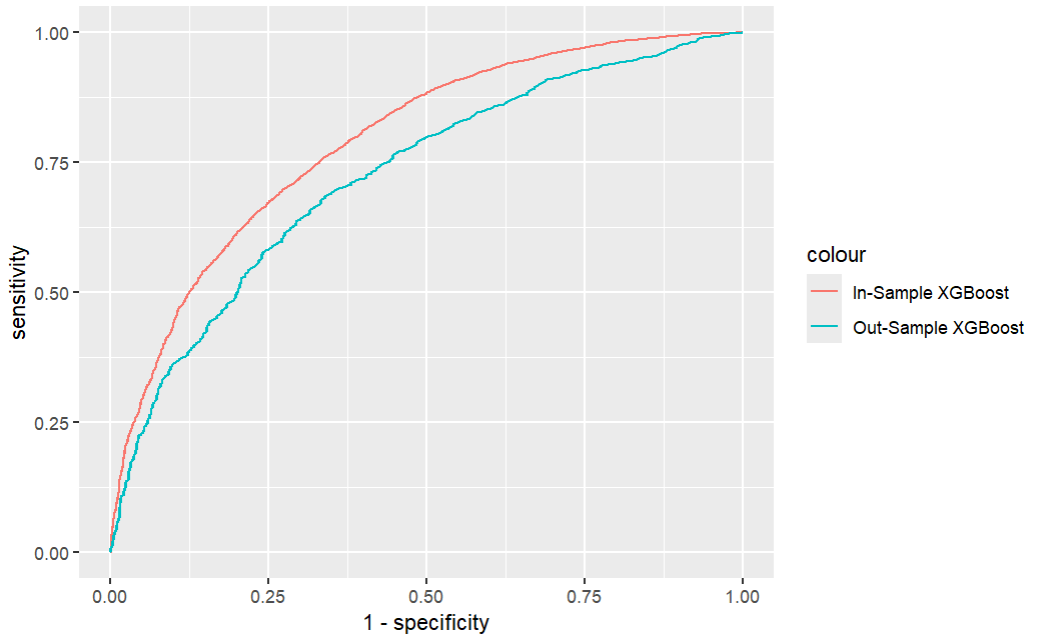 1.00
0.75
0.50
0.25
0.00
sensitivity
0.00 0.25 0.50 0.75 1.00
1 - specificity
colour
In-Sample XGBoost
Out-Sample XGBoost